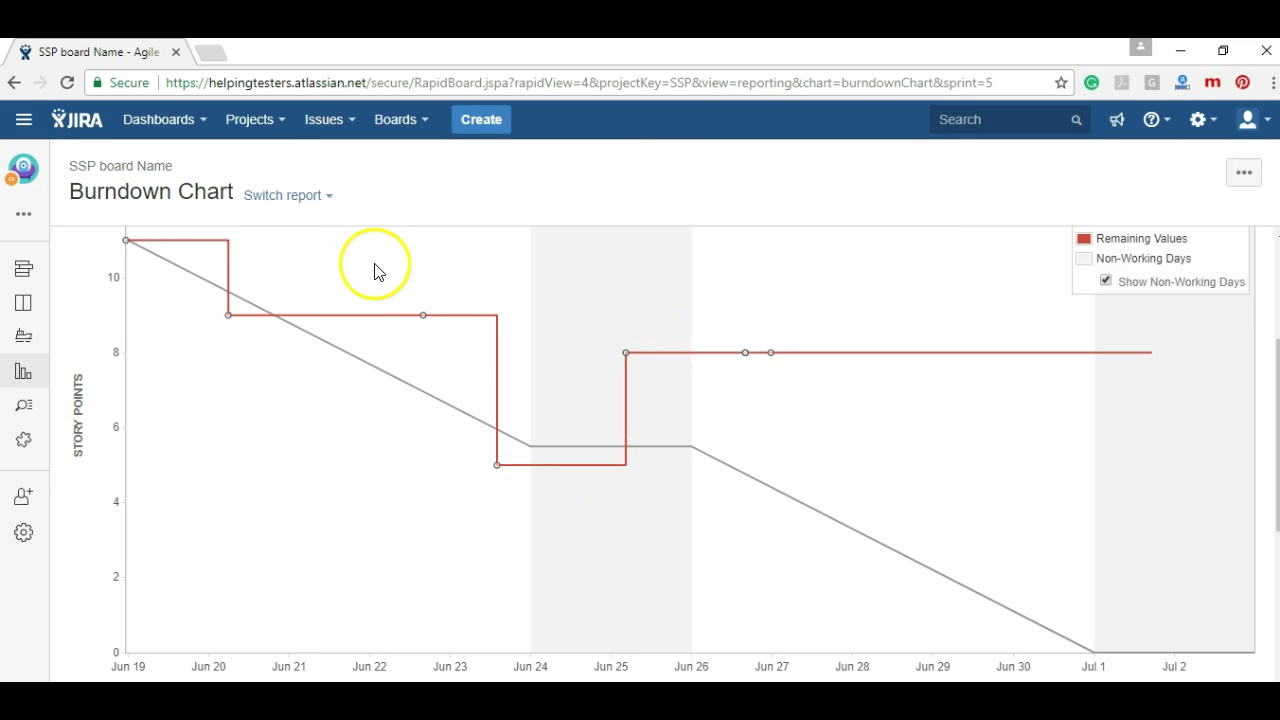 SSP board Name - Agile
Secure https://helpingtesters.atlassian.net/secure/RapidBoard.jspa?rapidView=4&projectKey=SSP&view=reporting&chart=burndownChart&sprint=5
JIRA Dashboards Projects Issues Boards Create Search
SSP board Name
Burndown Chart Switch report
Remaining Values
Non-Working Days
Show Non-Working Days
STORY POINTS
10
8
6
4
2
0
Jun 19 Jun 20 Jun 21 Jun 22 Jun 23 Jun 24 Jun 25 Jun 26 Jun 27 Jun 28 Jun 29 Jun 30 Jul 1 Jul 2